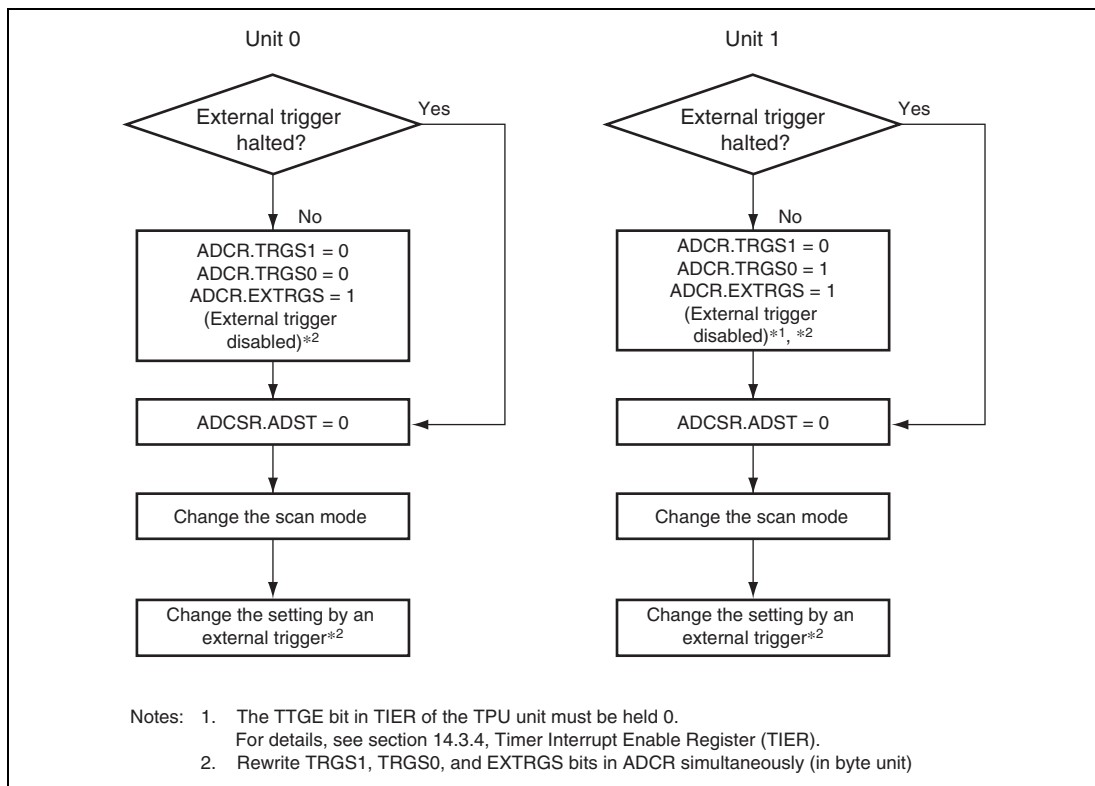 Unit 0
External trigger
halted?
Yes
No
ADCR.TRGS1 = 0
ADCR.TRGS0 = 0
ADCR.EXTRGS = 1
(External trigger
disabled)*2
ADCSR.ADST = 0
Change the scan mode
Change the setting by an
external trigger*2
Unit 1
External trigger
halted?
Yes
No
ADCR.TRGS1 = 0
ADCR.TRGS0 = 1
ADCR.EXTRGS = 1
(External trigger
disabled)*1, *2
ADCSR.ADST = 0
Change the scan mode
Change the setting by an
external trigger*2
Notes: 1. The TTGE bit in TIER of the TPU unit must be held 0.
For details, see section 14.3.4, Timer Interrupt Enable Register (TIER).
2. Rewrite TRGS1, TRGS0, and EXTRGS bits in ADCR simultaneously (in byte unit)